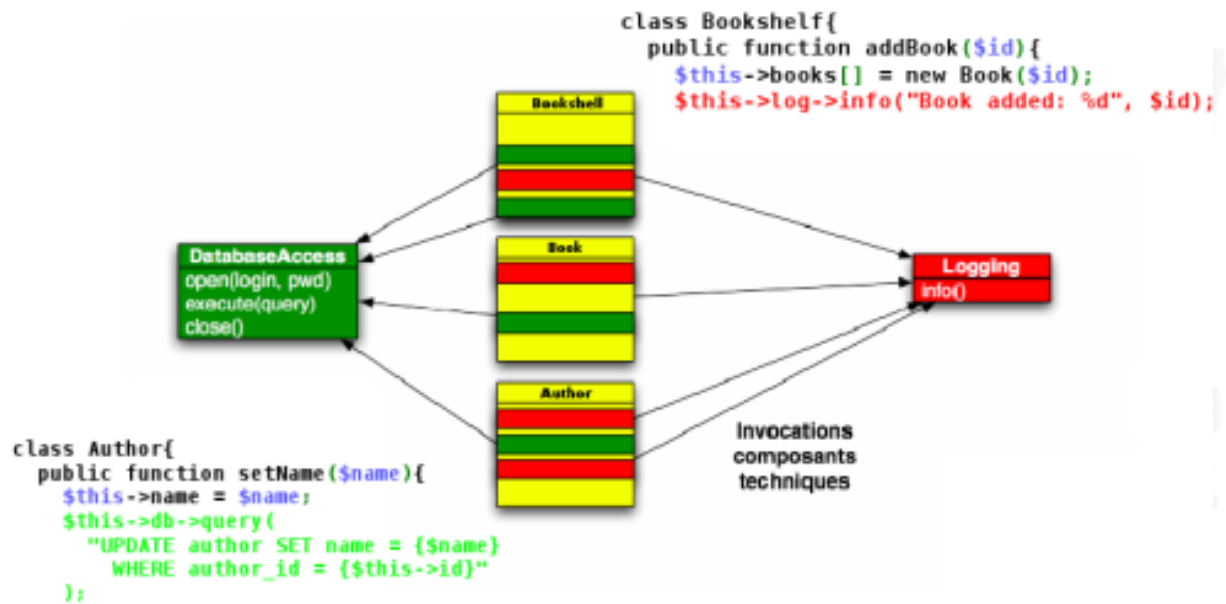 class Bookshelf{
public function addBook($id){
$this->books[] = new Book($id);
$this->log->info("Book added: %d", $id);
Bookshell
DatabaseAccess
open(login, pwd)
execute(query)
close()
Book
Logging
info()
Author
Invocations
composants
techniques
class Author{
public function setName($name){
$this->name = $name;
$this->db->query(
"UPDATE author SET name = {$name}
WHERE author_id = {$this->id}"
);